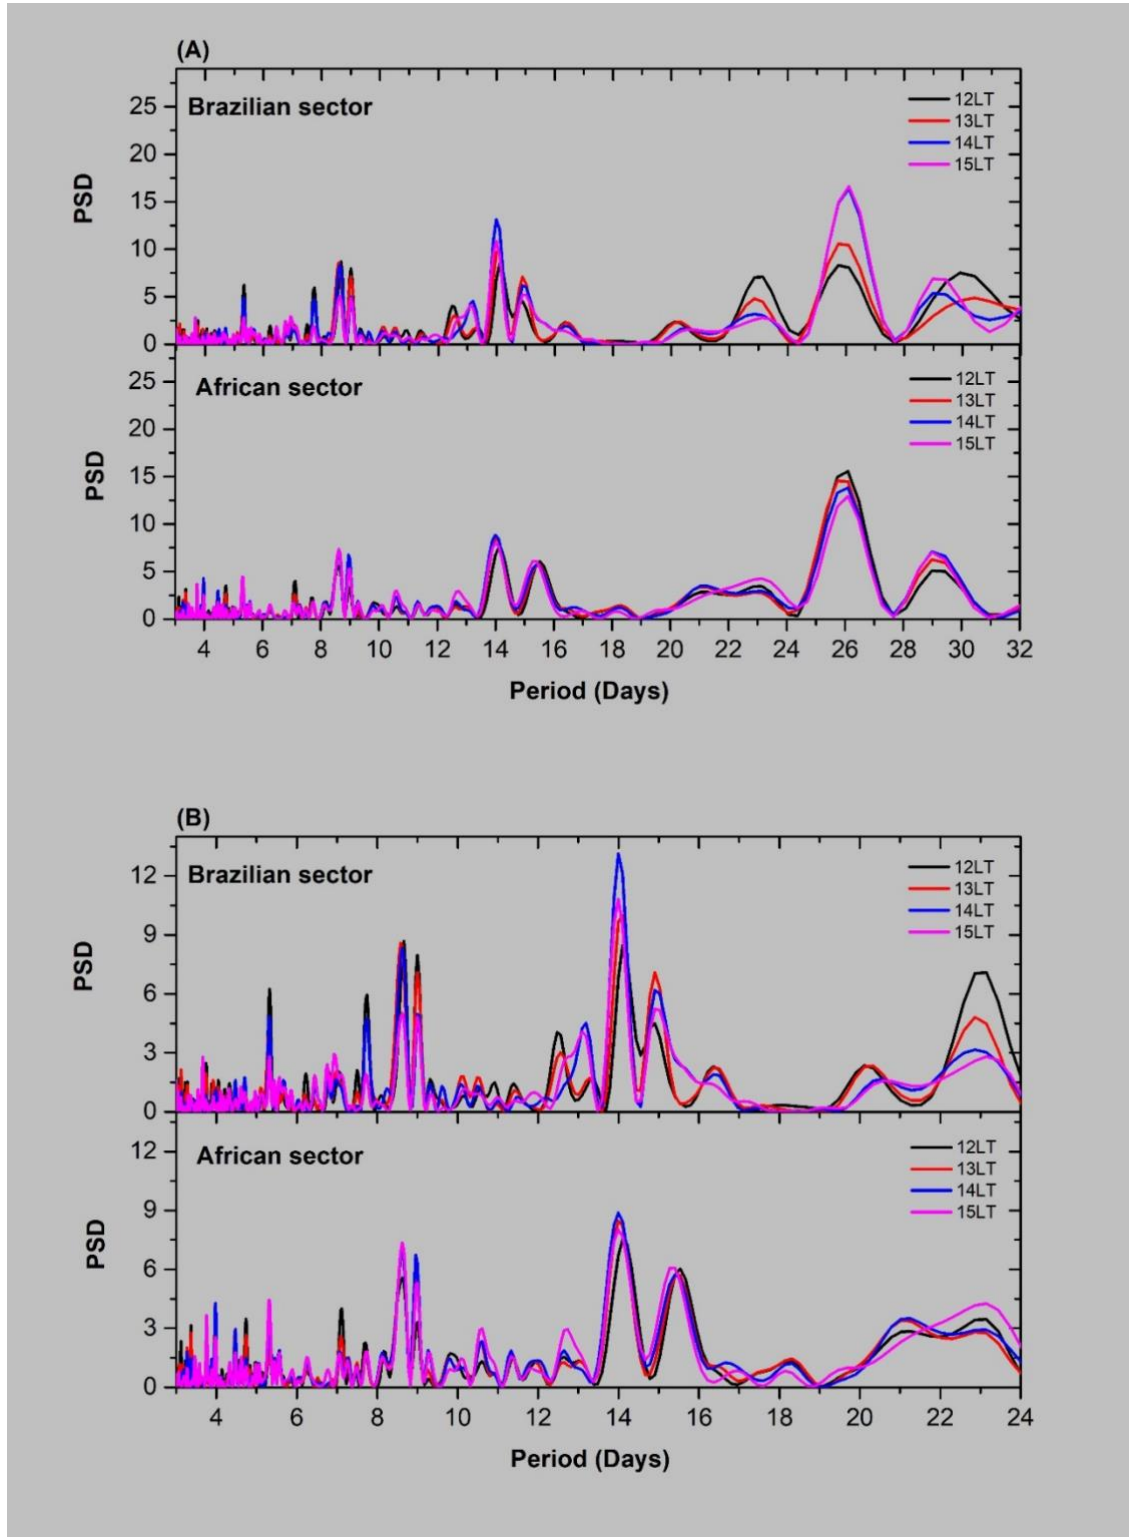 (A)
Brazilian sector
12LT
13LT
14LT
15LT
25
20
15
10
5
0
PSD
African sector
12LT
13LT
14LT
15LT
25
20
15
10
5
0
PSD
4 6 8 10 12 14 16 18 20 22 24 26 28 30 32
Period (Days)
(B)
Brazilian sector
12LT
13LT
14LT
15LT
12
9
6
3
0
PSD
African sector
12LT
13LT
14LT
15LT
12
9
6
3
0
PSD
4 6 8 10 12 14 16 18 20 22 24
Period (Days)